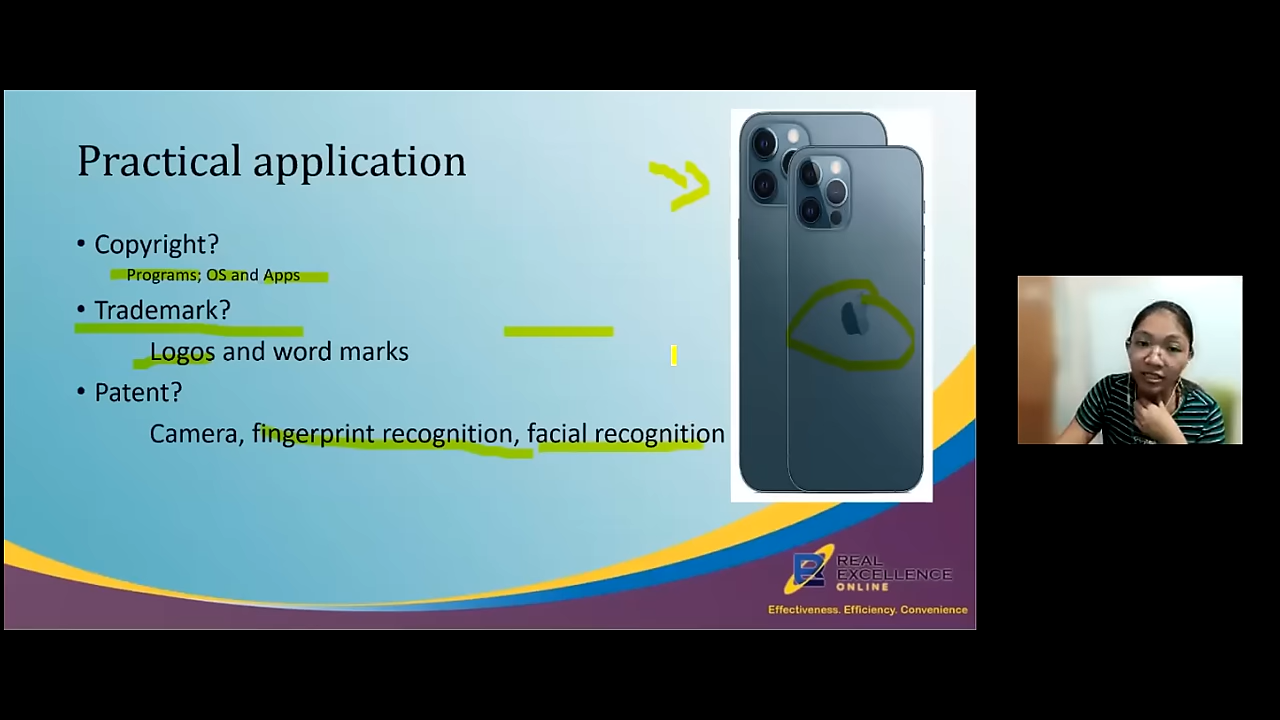 Practical application
• Copyright?
Programs; OS and Apps
• Trademark?
Logos and word marks
• Patent?
Camera, fingerprint recognition, facial recognition
REAL
EXCELLENCE
ONLINE
Effectiveness. Efficiency. Convenience